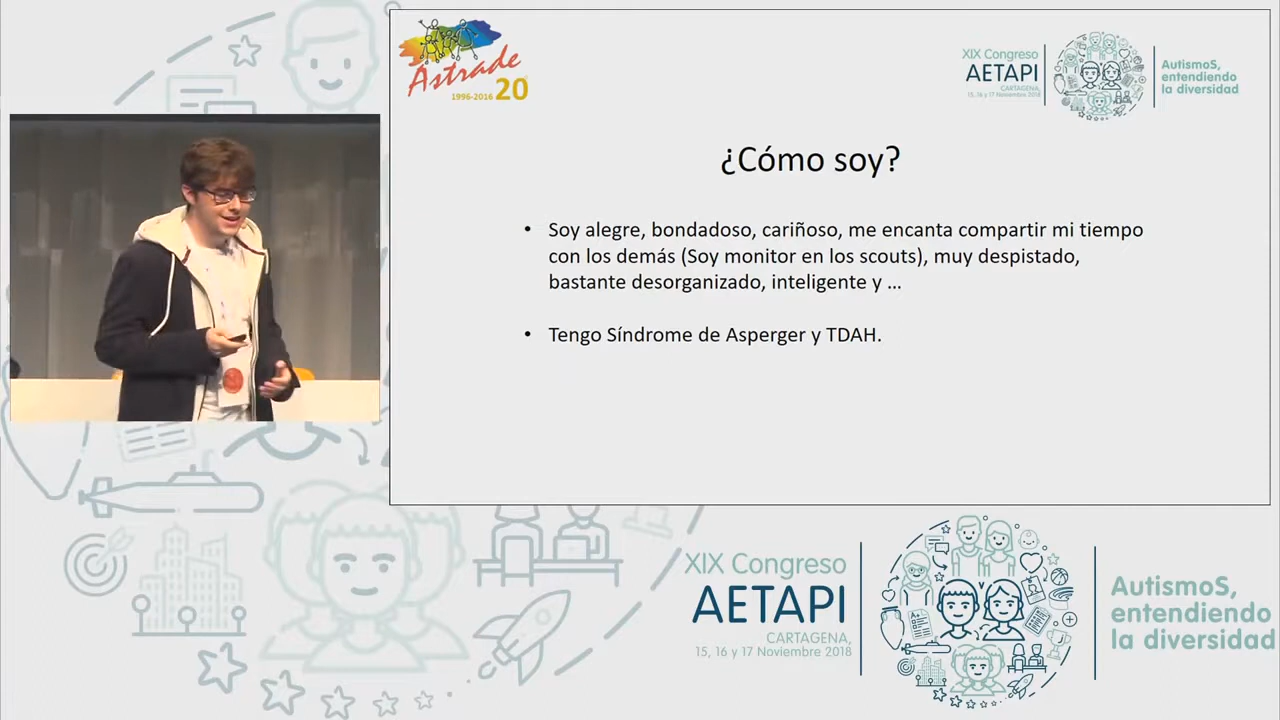 Astrade
1996-2016 20
XIX Congreso
AETAPI
CARTAGENA,
15, 16 y 17 Noviembre 2018
AutismoS,
entendiendo
la diversidad
¿Cómo soy?
• Soy alegre, bondadoso, cariñoso, me encanta compartir mi tiempo
con los demás (Soy monitor en los scouts), muy despistado,
bastante desorganizado, inteligente y ...
• Tengo Síndrome de Asperger y TDAH.
XIX Congreso
AETAPI
CARTAGENA,
15, 16 y 17 Noviembre 2018
AutismoS,
entendiendo
la diversidad